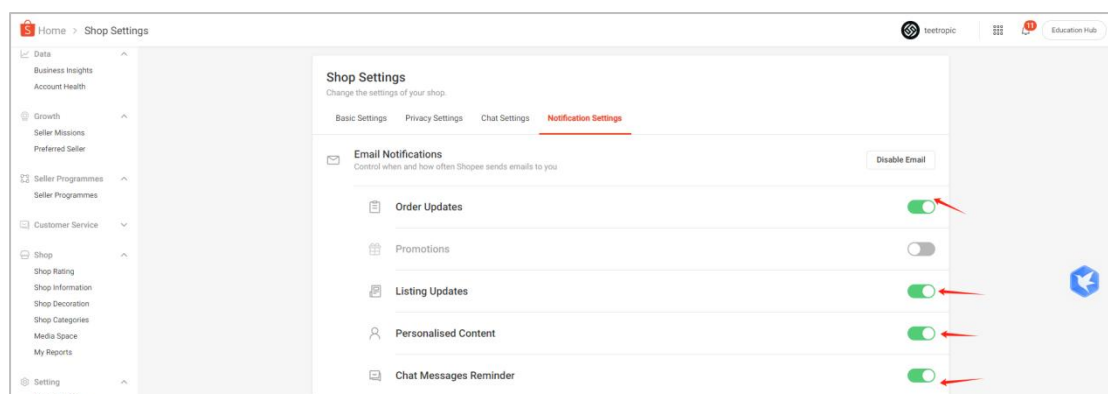 Home > Shop Settings
teetropic
11
Education Hub
Data
Business Insights
Account Health
Growth
Seller Missions
Preferred Seller
Seller Programmes
Seller Programmes
Customer Service
Shop
Shop Rating
Shop Information
Shop Decoration
Shop Categories
Media Space
My Reports
Setting
Shop Settings
Change the settings of your shop.
Basic Settings Privacy Settings Chat Settings Notification Settings
Email Notifications
Control when and how often Shopee sends emails to you
Disable Email
Order Updates
Promotions
Listing Updates
Personalised Content
Chat Messages Reminder